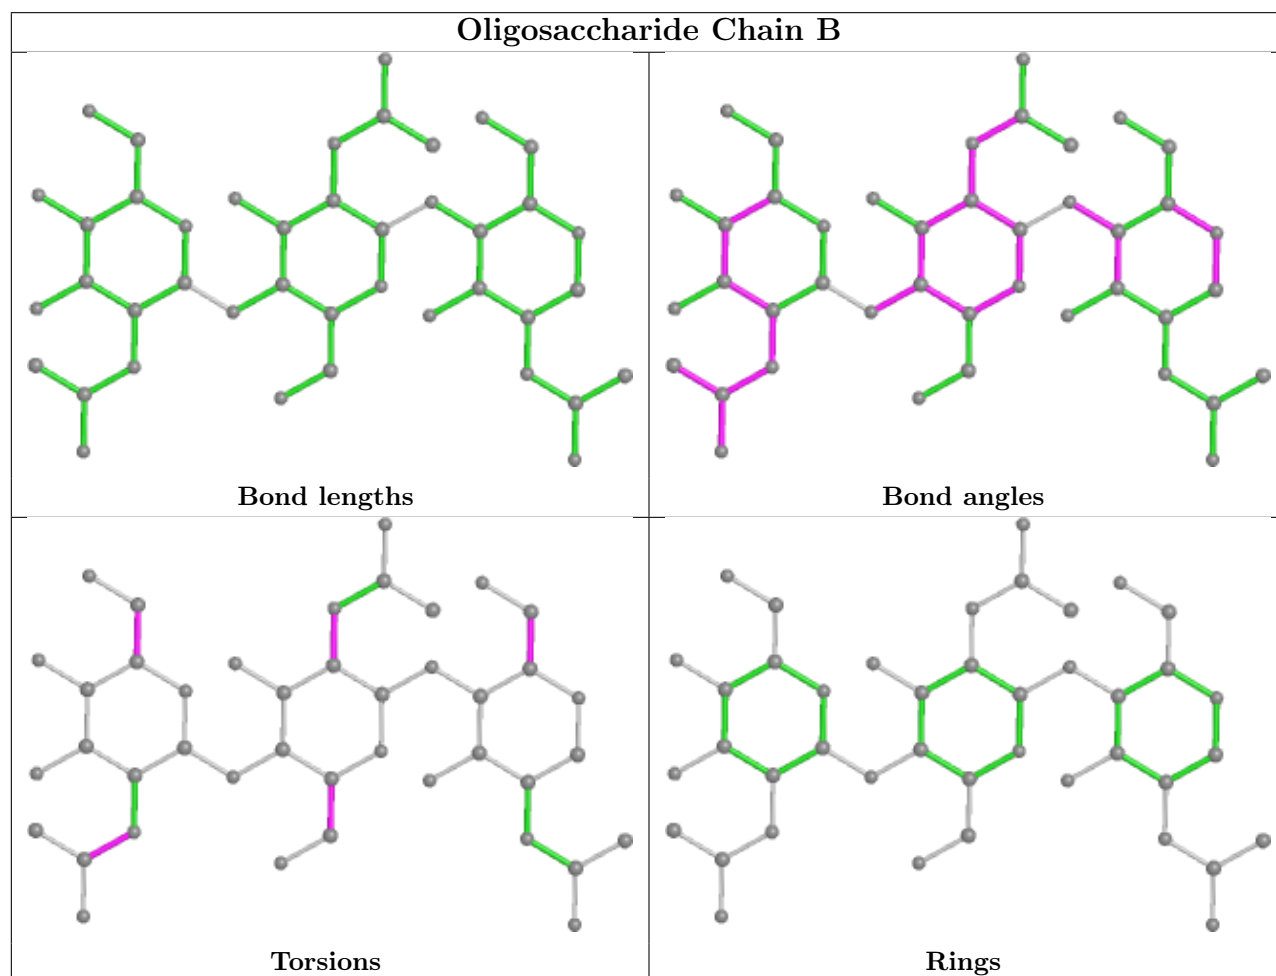 Oligosaccharide Chain B
Bond lengths
Bond angles
Torsions
Rings